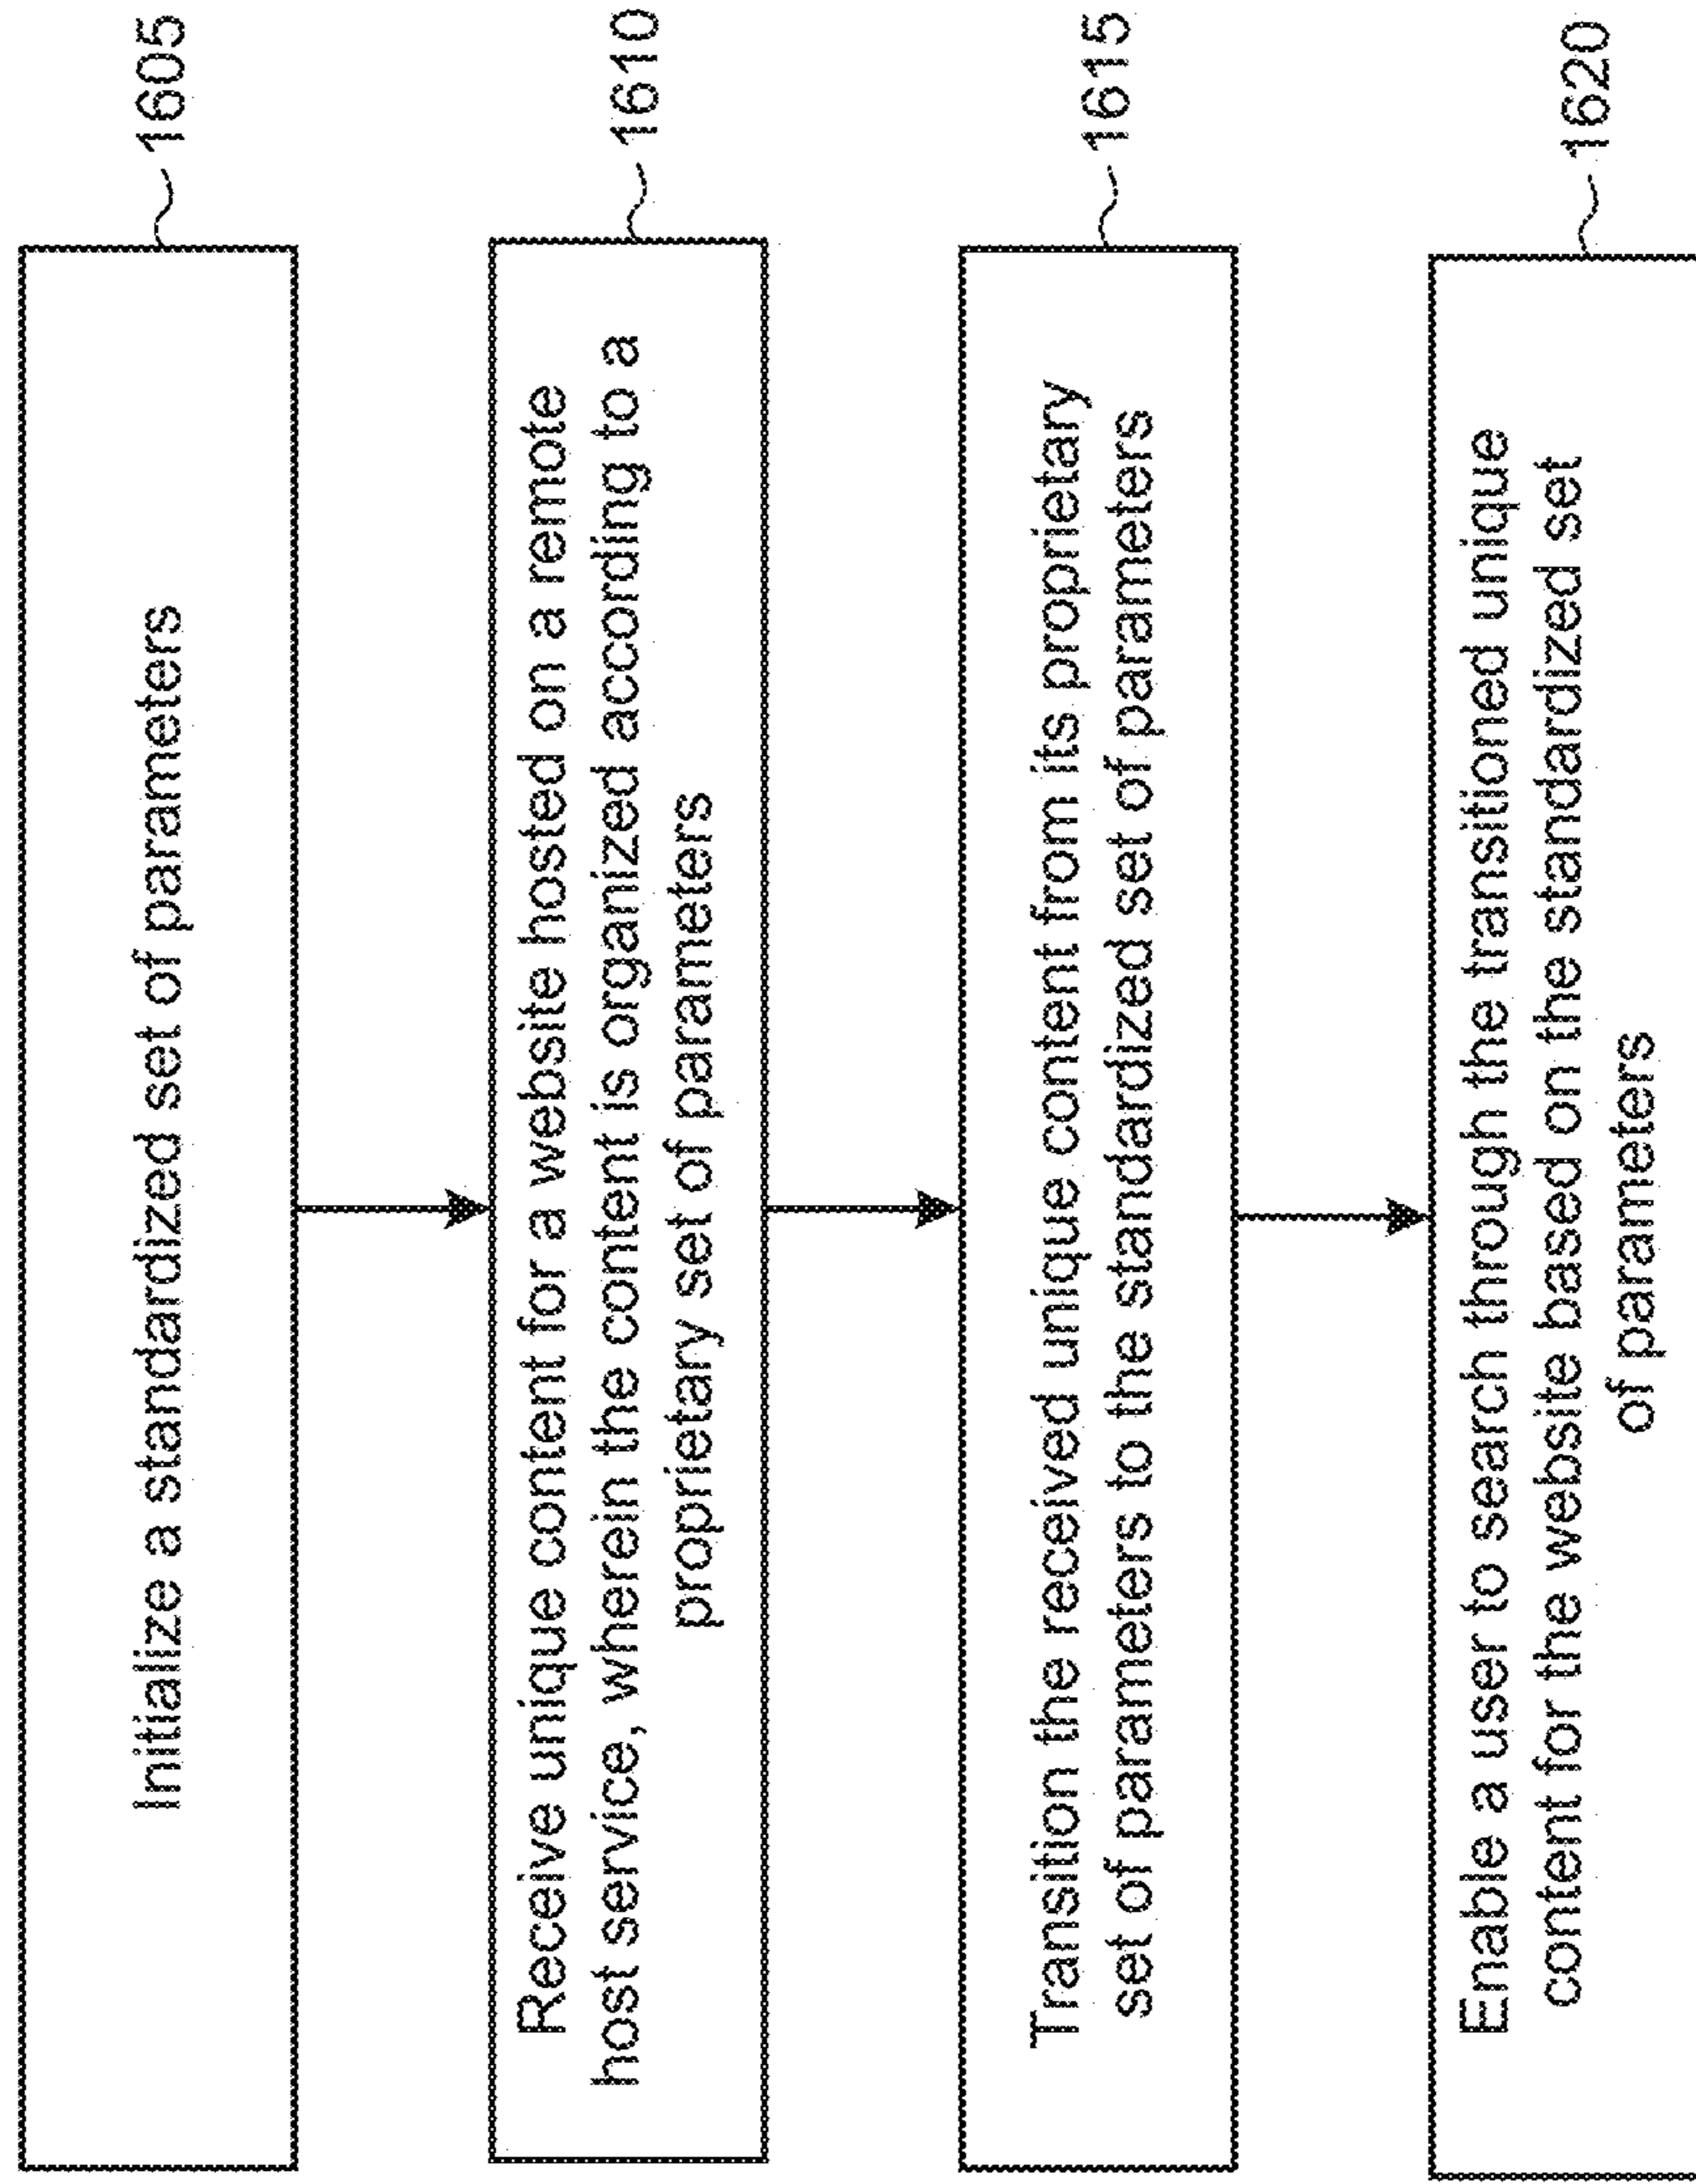 Initialize a standardized set of parameters
1605
Receive unique content for a website hosted on a remote
host service, wherein the content is organized according to a
proprietary set of parameters
1610
Transition the received unique content from its proprietary
set of parameters to the standardized set of parameters
1615
Enable a user to search through the transitioned unique
content for the website based on the standardized set
of parameters
1620